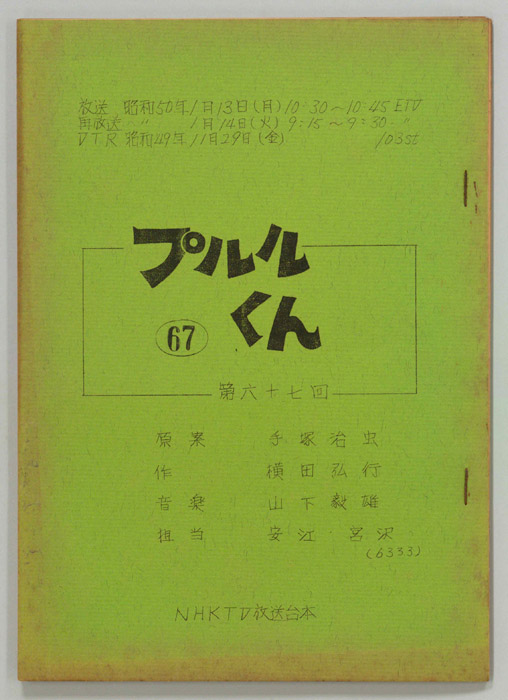 放送 昭和50年1月13日(月)10:30~10:45 ETV
再放送 〃 1月14日(火)9:15~9:30 〃
VTR 昭和49年11月29日(金) 103st
プルル
くん
67
第六十七回
原案 手塚治虫
作 横田弘行
音楽 山下毅雄
担当 安江 宮沢
(6333)
NHKTV放送台本